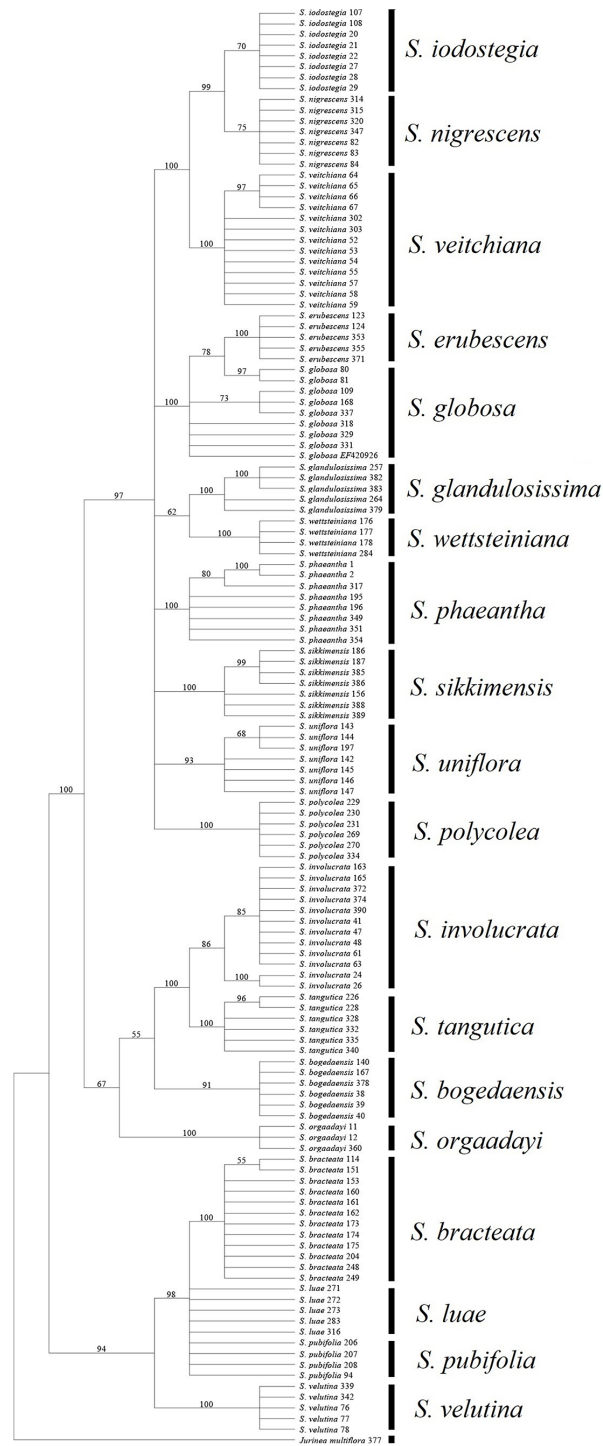 S. iodostegia 107
S. iodostegia 108
S. iodostegia 20
S. iodostegia 21
S. iodostegia 22
S. iodostegia 27
S. iodostegia 28
S. iodostegia 29
S. iodostegia
70
99
S. nigrescens 314
S. nigrescens 315
S. nigrescens 320
S. nigrescens 347
S. nigrescens 82
S. nigrescens 83
S. nigrescens 84
S. nigrescens
75
100
S. veitchiana 64
S. veitchiana 65
S. veitchiana 66
S. veitchiana 67
S. veitchiana 302
S. veitchiana 303
S. veitchiana 52
S. veitchiana 53
S. veitchiana 54
S. veitchiana 55
S. veitchiana 57
S. veitchiana 58
S. veitchiana 59
S. veitchiana
97
100
S. erubescens 123
S. erubescens 124
S. erubescens 353
S. erubescens 355
S. erubescens 371
S. erubescens
100
78
S. globosa 80
S. globosa 81
S. globosa 109
S. globosa 168
S. globosa 337
S. globosa 318
S. globosa 329
S. globosa 331
S. globosa EF420926
S. globosa
97
73
100
S. glandulosissima 257
S. glandulosissima 382
S. glandulosissima 383
S. glandulosissima 264
S. glandulosissima 379
S. glandulosissima
100
100
97
62
S. wettsteiniana 176
S. wettsteiniana 177
S. wettsteiniana 178
S. wettsteiniana 284
S. wettsteiniana
100
S. phaeantha 1
S. phaeantha 2
S. phaeantha 317
S. phaeantha 195
S. phaeantha 196
S. phaeantha 349
S. phaeantha 351
S. phaeantha 354
S. phaeantha
100
80
100
S. sikkimensis 186
S. sikkimensis 187
S. sikkimensis 385
S. sikkimensis 386
S. sikkimensis 156
S. sikkimensis 388
S. sikkimensis 389
S. sikkimensis
99
100
S. uniflora 143
S. uniflora 144
S. uniflora 197
S. uniflora 142
S. uniflora 145
S. uniflora 146
S. uniflora 147
S. uniflora
68
93
100
S. polycolea 229
S. polycolea 230
S. polycolea 231
S. polycolea 269
S. polycolea 270
S. polycolea 334
S. polycolea
100
S. involucrata 163
S. involucrata 165
S. involucrata 372
S. involucrata 374
S. involucrata 390
S. involucrata 41
S. involucrata 47
S. involucrata 48
S. involucrata 61
S. involucrata 63
S. involucrata 24
S. involucrata 26
S. involucrata
85
86
100
100
S. tangutica 226
S. tangutica 228
S. tangutica 328
S. tangutica 332
S. tangutica 335
S. tangutica 340
S. tangutica
96
100
55
S. bogedaensis 140
S. bogedaensis 167
S. bogedaensis 378
S. bogedaensis 38
S. bogedaensis 39
S. bogedaensis 40
S. bogedaensis
91
67
S. orgaadayi 11
S. orgaadayi 12
S. orgaadayi 360
S. orgaadayi
100
S. bracteata 114
S. bracteata 151
S. bracteata 153
S. bracteata 160
S. bracteata 161
S. bracteata 162
S. bracteata 173
S. bracteata 174
S. bracteata 175
S. bracteata 204
S. bracteata 248
S. bracteata 249
S. bracteata
55
100
S. luae 271
S. luae 272
S. luae 273
S. luae 283
S. luae 316
S. luae
98
94
S. pubifolia 206
S. pubifolia 207
S. pubifolia 208
S. pubifolia 94
S. pubifolia
S. velutina 339
S. velutina 342
S. velutina 76
S. velutina 77
S. velutina 78
S. velutina
100
Jurinea multiflora 377